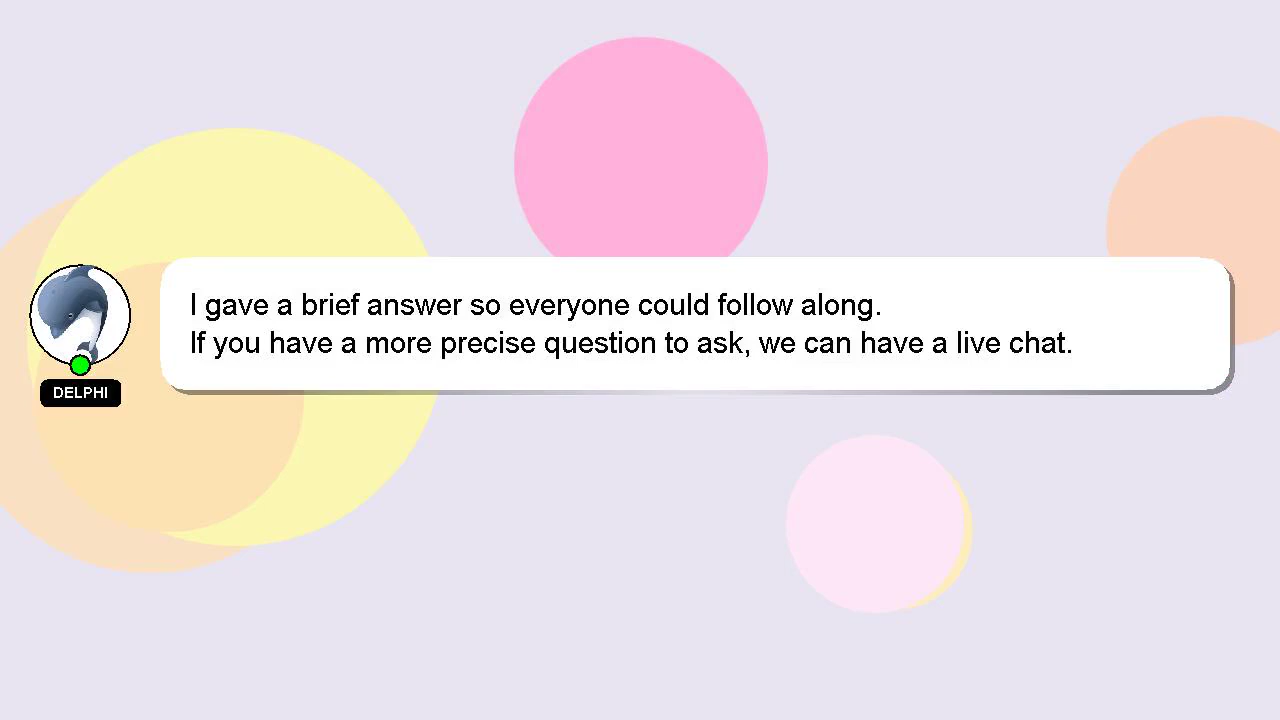 I gave a brief answer so everyone could follow along.
If you have a more precise question to ask, we can have a live chat.
DELPHI